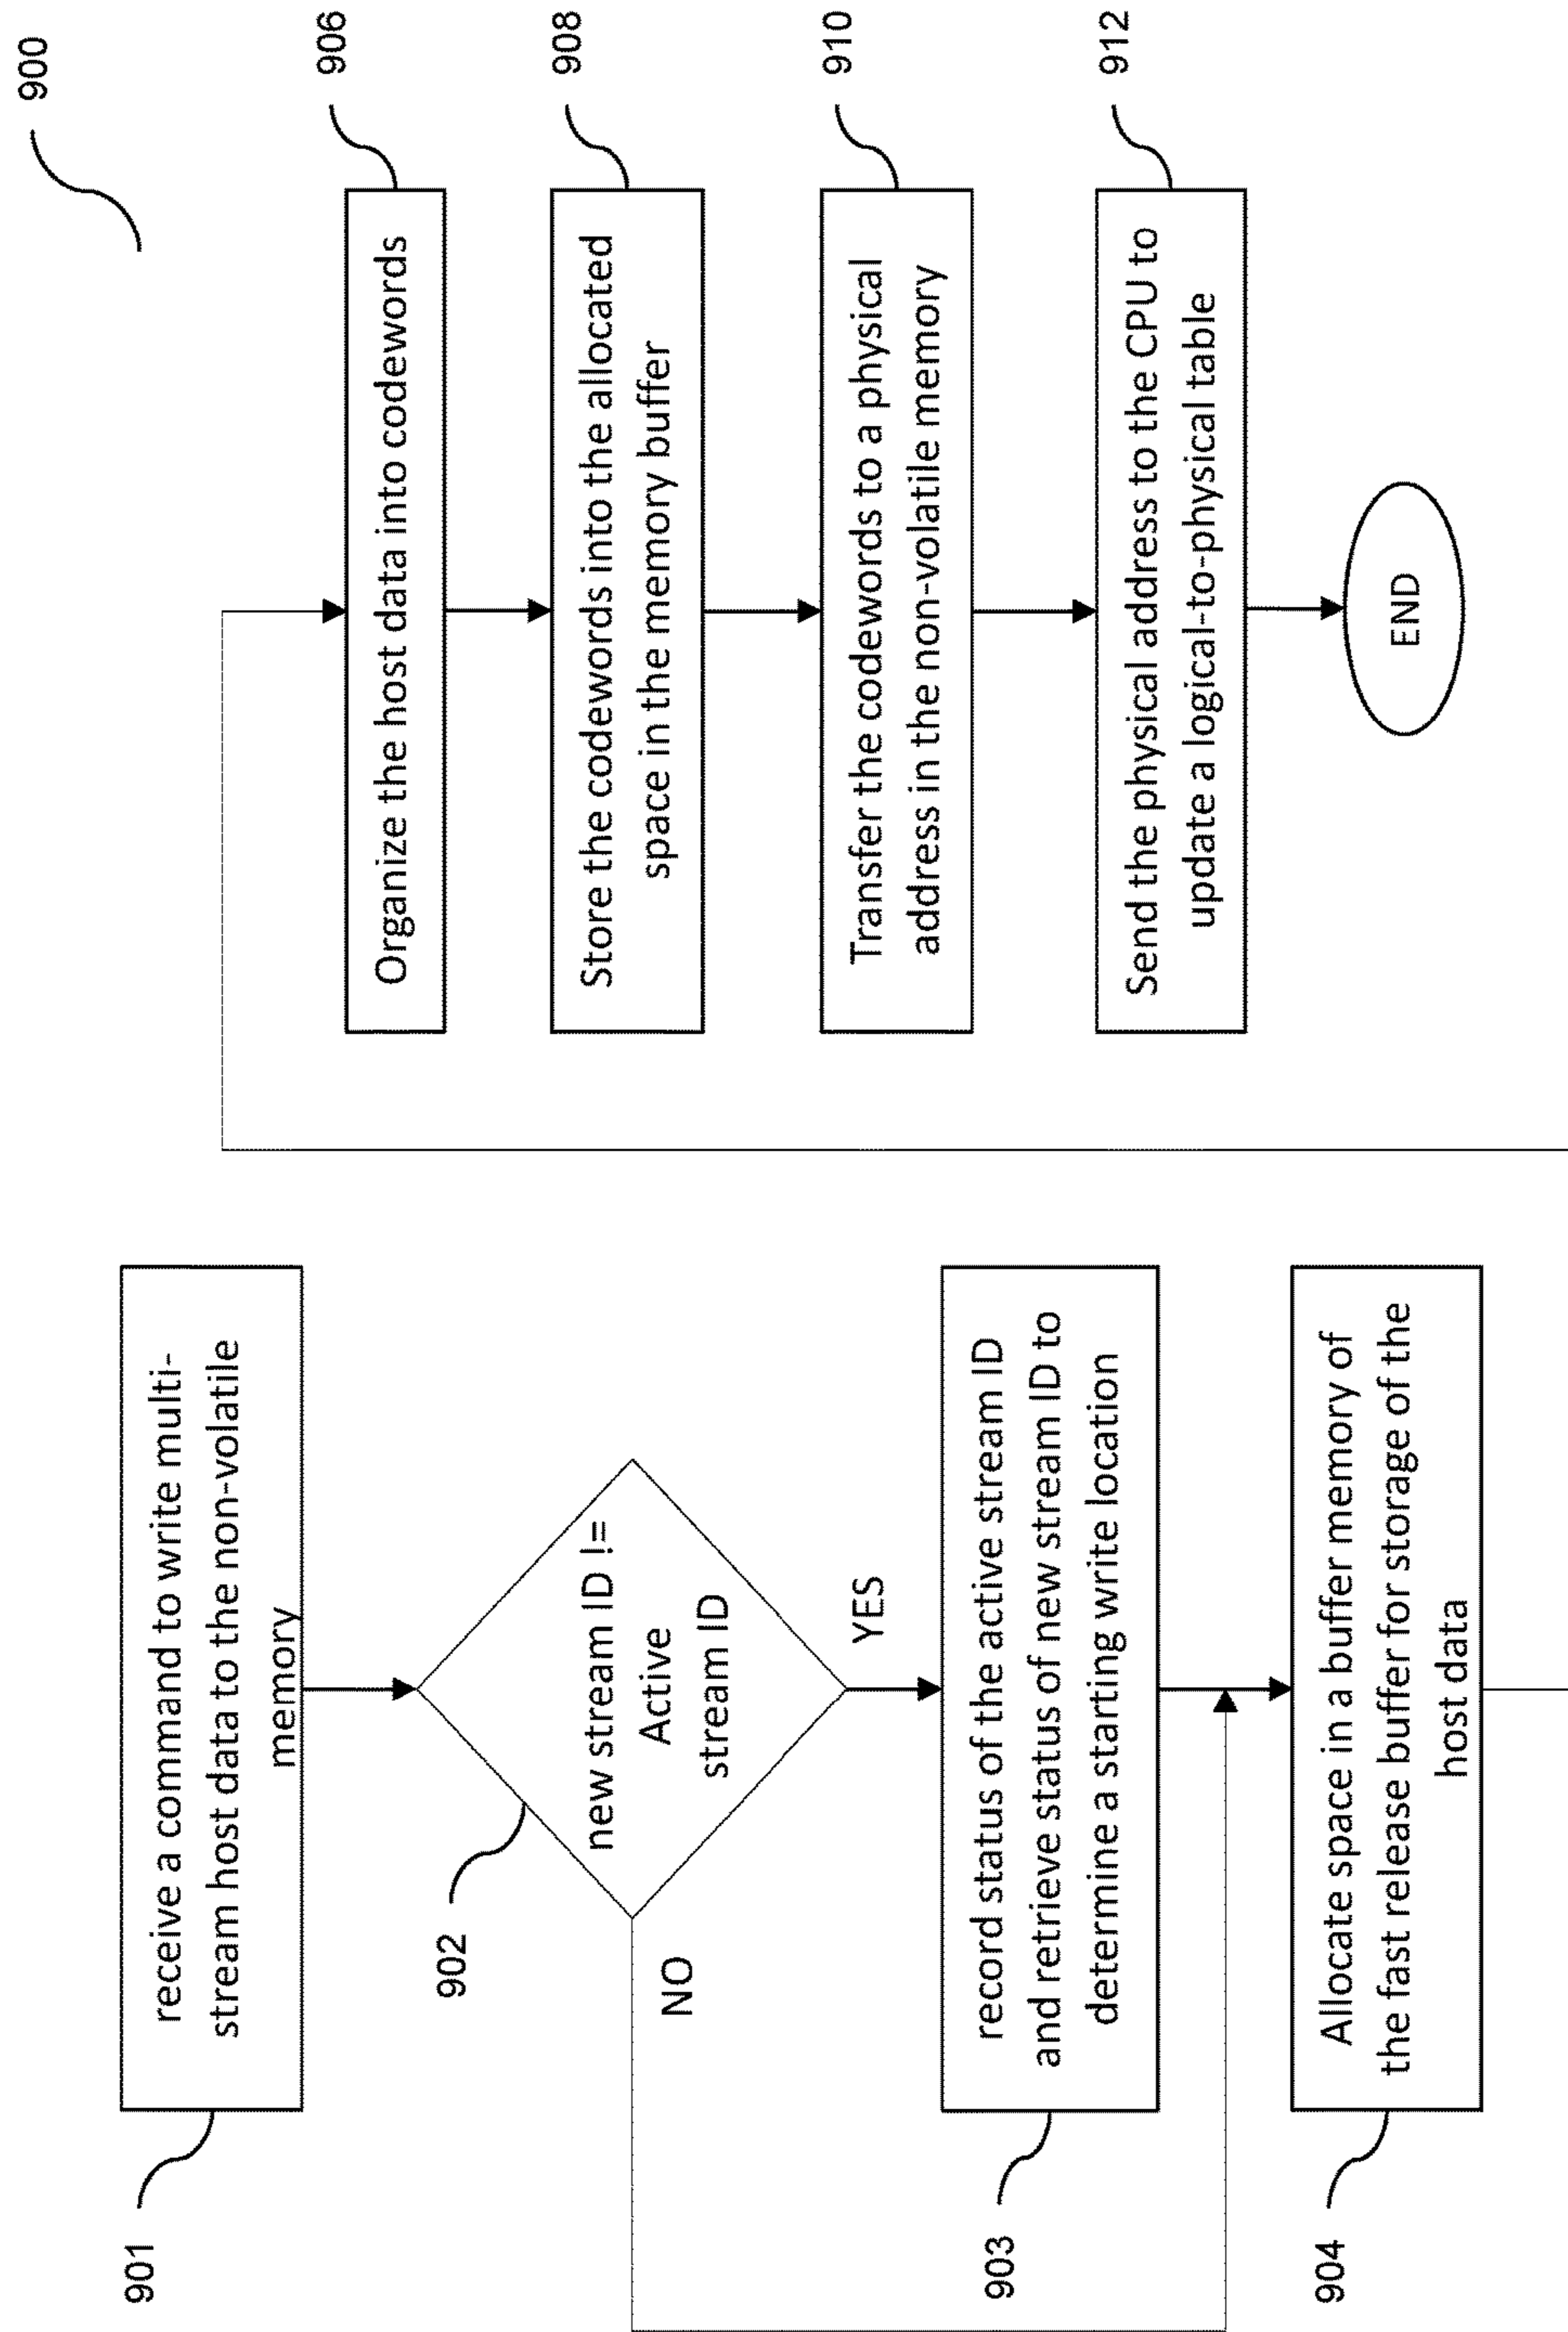 900
901
receive a command to write multi-
stream host data to the non-volatile
memory
902
new stream ID !=
Active
stream ID
NO
YES
903
record status of the active stream ID
and retrieve status of new stream ID to
determine a starting write location
904
Allocate space in a buffer memory of
the fast release buffer for storage of the
host data
906
Organize the host data into codewords
908
Store the codewords into the allocated
space in the memory buffer
910
Transfer the codewords to a physical
address in the non-volatile memory
912
Send the physical address to the CPU to
update a logical-to-physical table
END